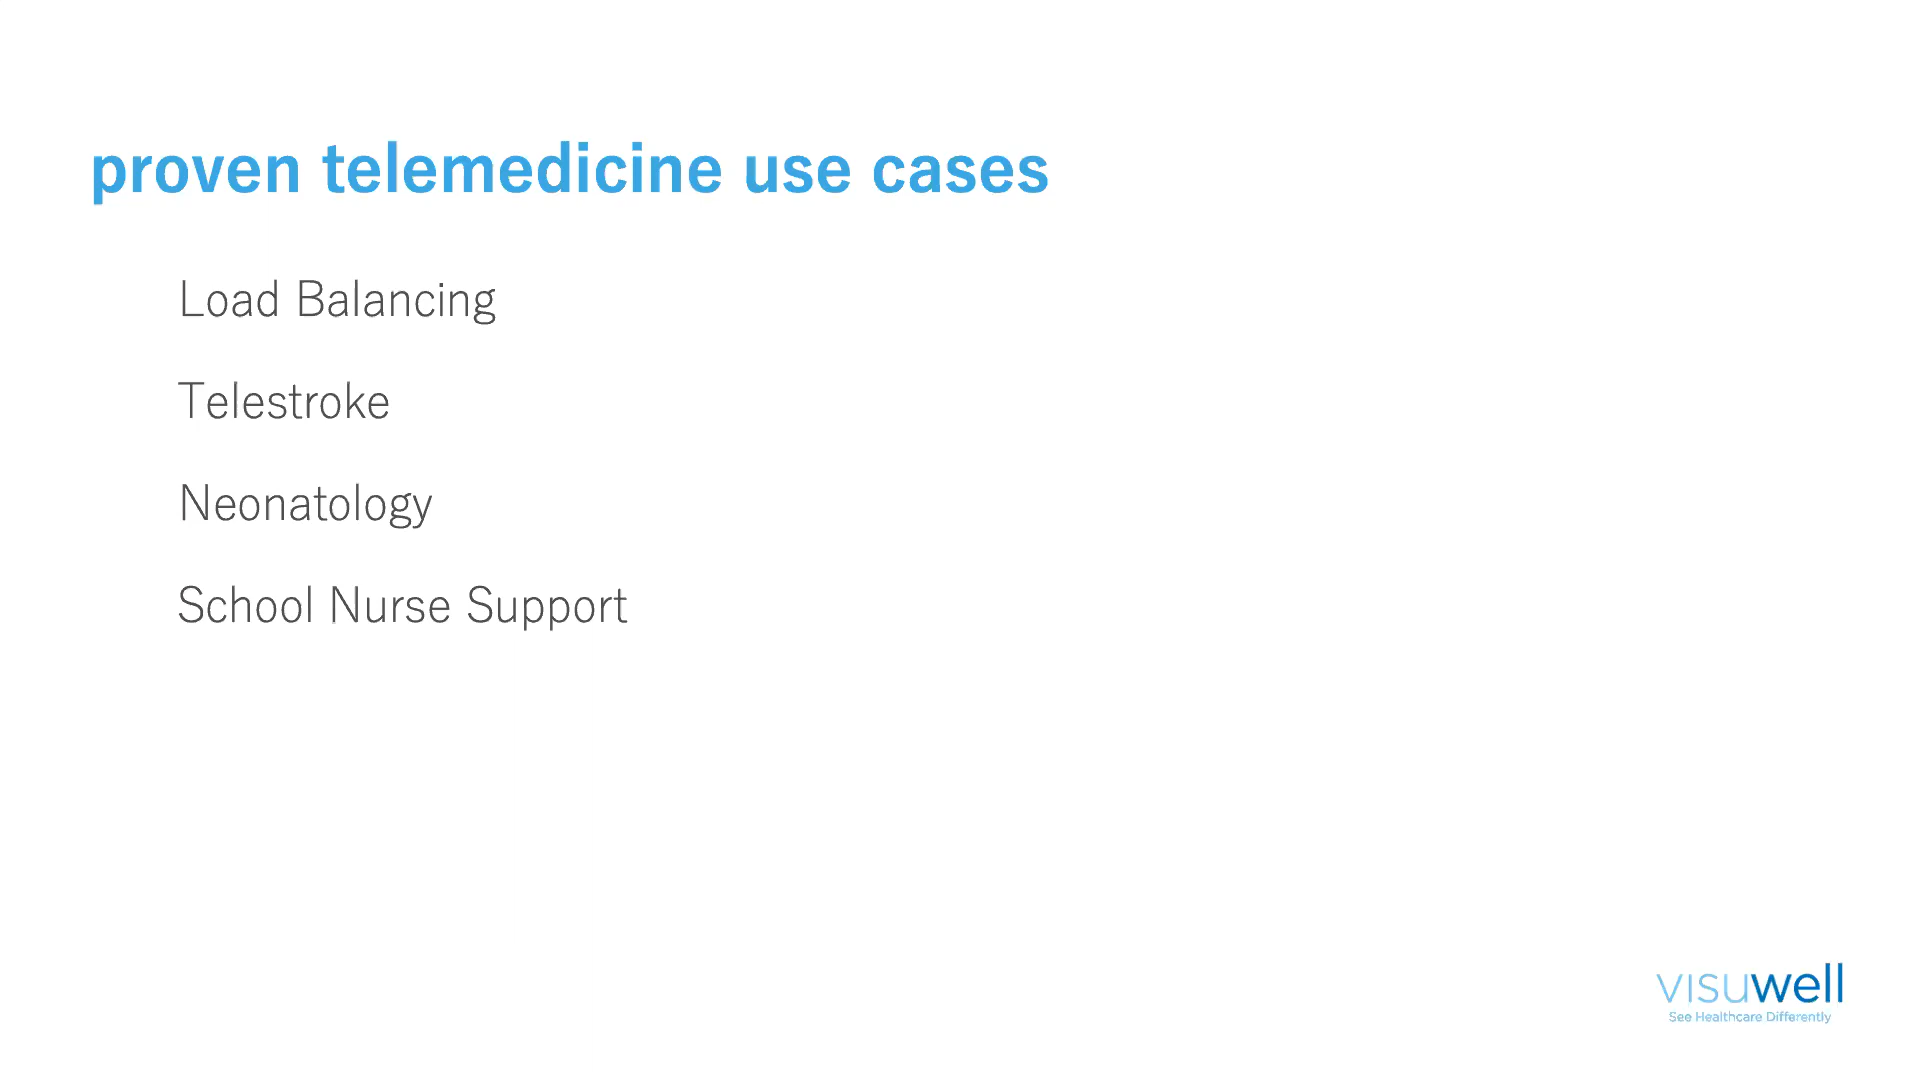 proven telemedicine use cases
Load Balancing
Telestroke
Neonatology
School Nurse Support
visuwell
See Healthcare Differently